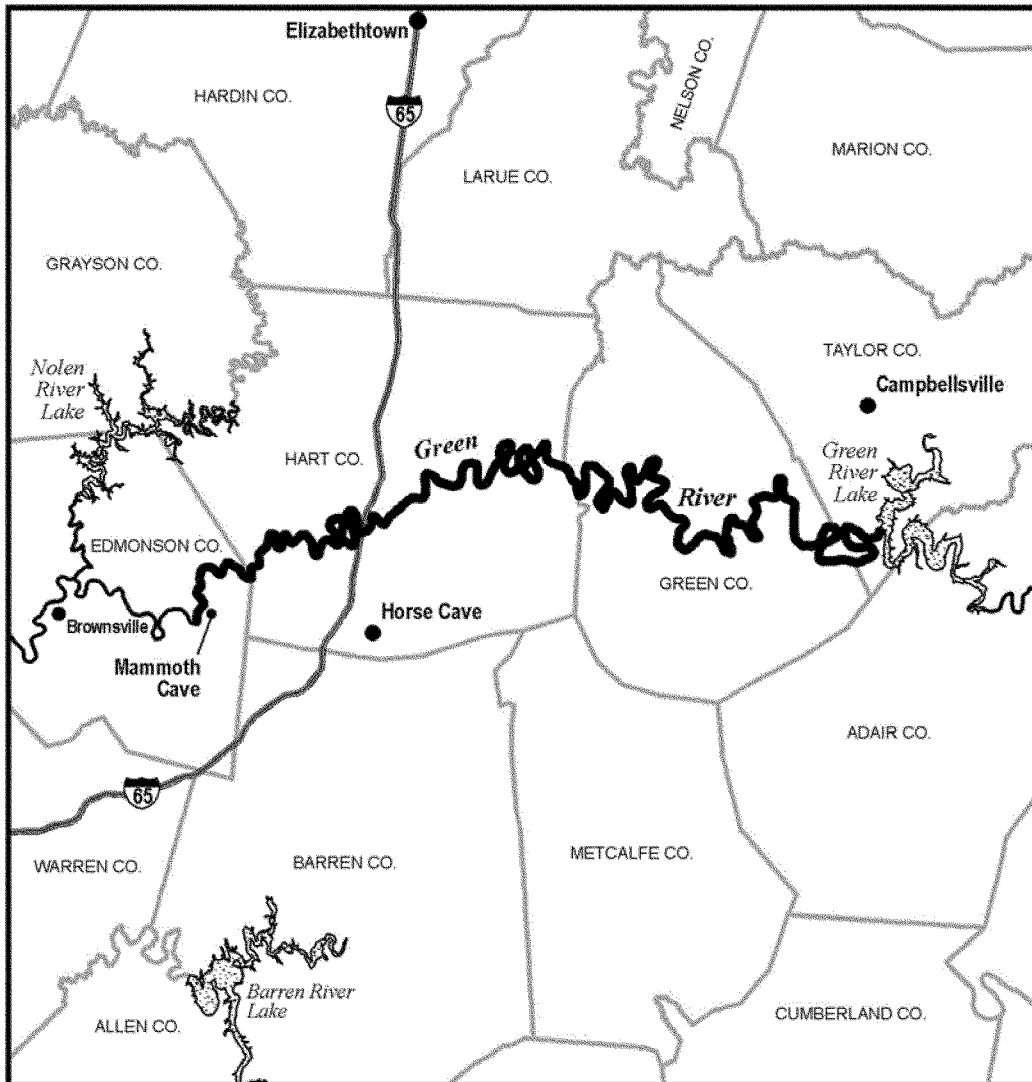 Elizabethtown
HARDIN CO.
65
NELSON CO.
MARION CO.
LARUE CO.
GRAYSON CO.
Nolen
River
Lake
TAYLOR CO.
Campbellsville
HART CO.
Green
River
Green
River
Lake
EDMONSON CO.
GREEN CO.
Brownsville
Horse Cave
Mammoth
Cave
ADAIR CO.
65
WARREN CO.
BARREN CO.
METCALFE CO.
Barren River
Lake
ALLEN CO.
CUMBERLAND CO.